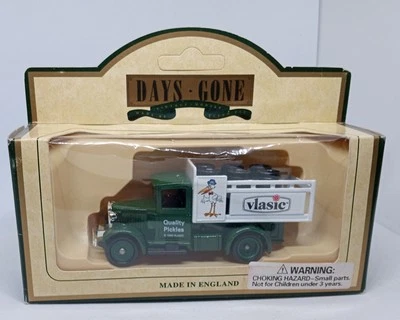 DAYS · GONE
vlasic
Quality
Pickles
MADE IN ENGLAND
⚠ WARNING:
CHOKING HAZARD-Small parts.
Not for Children under 3 years.